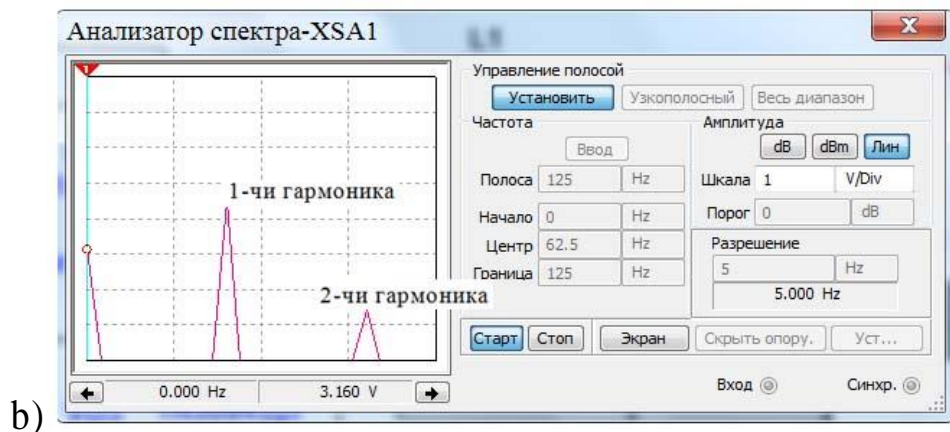 Анализатор спектра-XSA1
L1
1
1-чи гармоника
2-чи гармоника
0.000 Hz 3.160 V
Управление полосой
Установить Узкополосный Весь диапазон
Частота
Ввод
Полоса 125 Hz
Начало 0 Hz
Центр 62.5 Hz
Граница 125 Hz
Амплитуда
dB dBm Лин
Шкала 1 V/Div
Порог 0 dB
Разрешение
5 Hz
5.000 Hz
Старт Стоп Экран Скрыть опору. Уст...
Вход Синхр.
b)